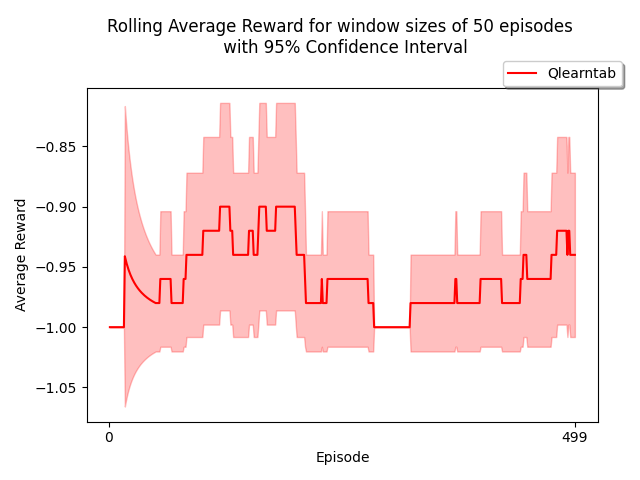 Rolling Average Reward for window sizes of 50 episodes
with 95% Confidence Interval
Qlearntab
−0.85
−0.90
−0.95
−1.00
−1.05
Average Reward
0
499
Episode